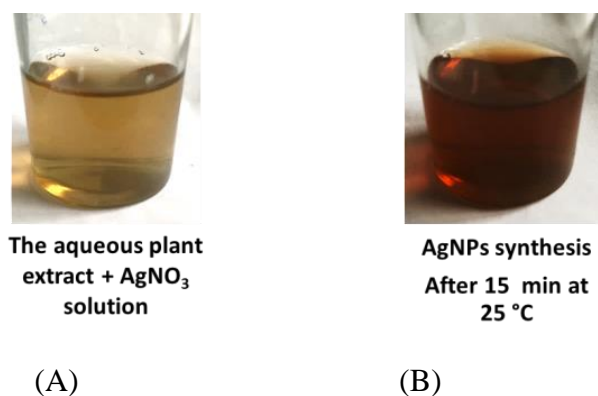 The aqueous plant
extract + AgNO₃
solution
AgNPs synthesis
After 15 min at
25 °C
(A)
(B)